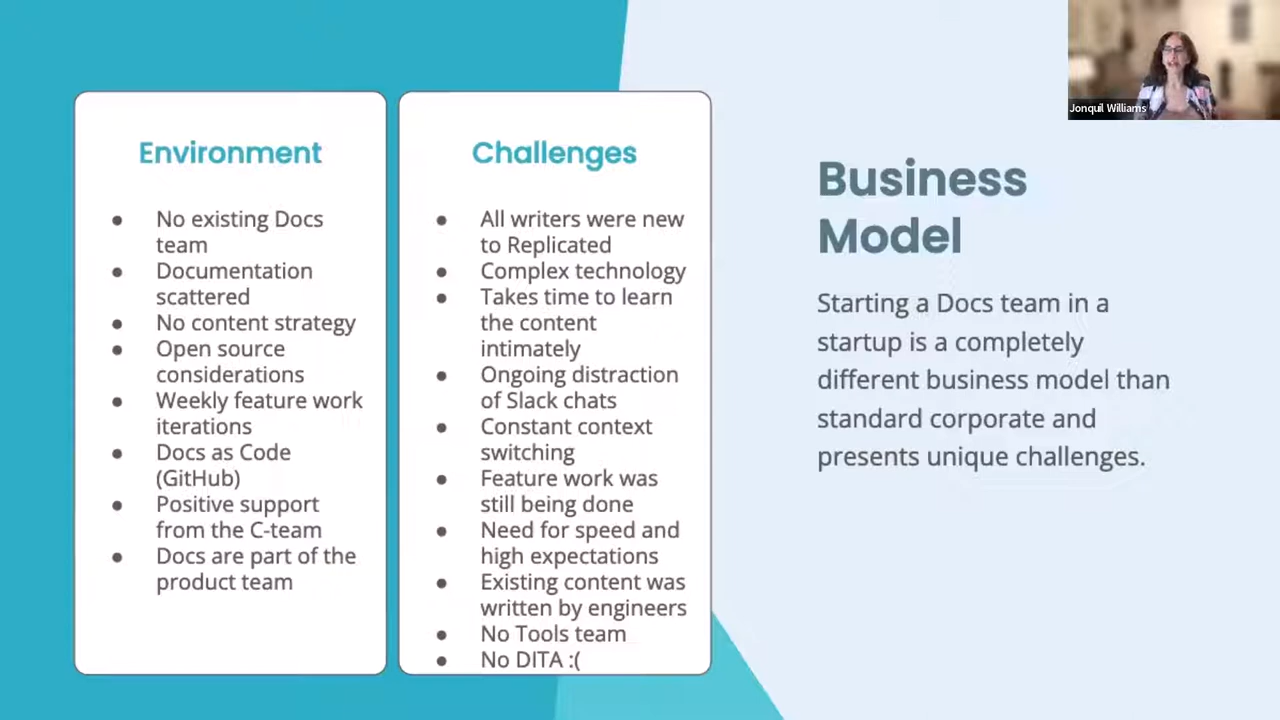 Jonquil Williams
Environment
● No existing Docs
team
● Documentation
scattered
● No content strategy
● Open source
considerations
● Weekly feature work
iterations
● Docs as Code
(GitHub)
● Positive support
from the C-team
● Docs are part of the
product team
Challenges
● All writers were new
to Replicated
● Complex technology
● Takes time to learn
the content
intimately
● Ongoing distraction
of Slack chats
● Constant context
switching
● Feature work was
still being done
● Need for speed and
high expectations
● Existing content was
written by engineers
● No Tools team
● No DITA :(
Business
Model
Starting a Docs team in a
startup is a completely
different business model than
standard corporate and
presents unique challenges.